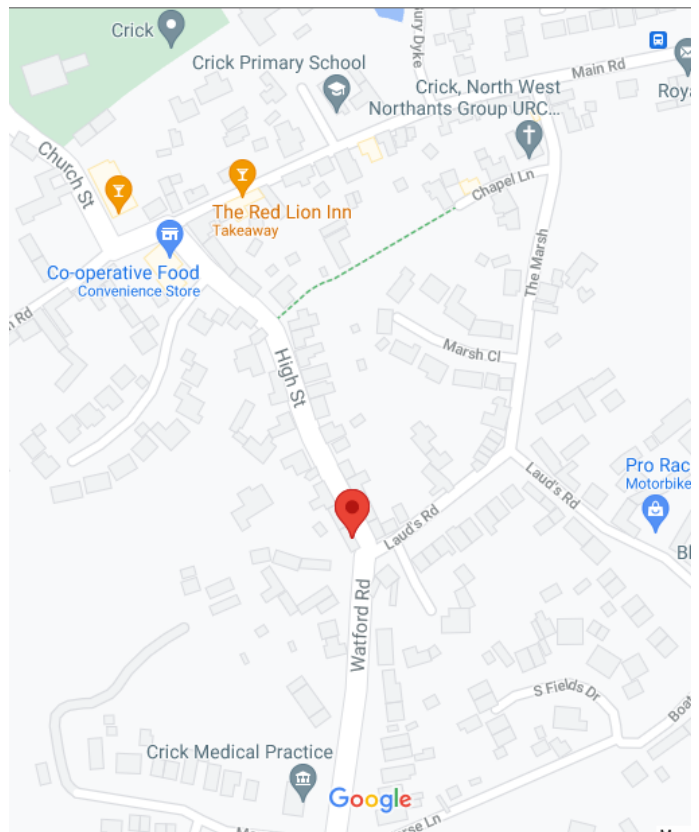 Crick
Crick Primary School
Main Rd
Crick, North West
Northants Group URC...
Church St
The Red Lion Inn
Takeaway
Chapel Ln
Co-operative Food
Convenience Store
The Marsh
Rd
High St
Marsh Cl
Pro Rac
Motorbike
Laud's Rd
Laud's Rd
Watford Rd
S Fields Dr
Crick Medical Practice
Google